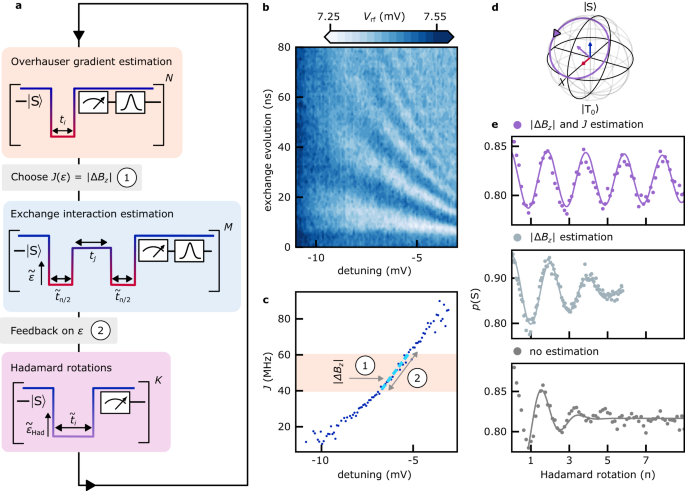 a
Overhauser gradient estimation
N
|S⟩
t_i
Choose J(ε) = |ΔB_z| 1
Exchange interaction estimation
M
|S⟩
t_j
ε̃
t̃_π/2 t̃_π/2
Feedback on ε 2
Hadamard rotations
K
|S⟩
t̃_i
ε̃_Had
b
7.25 V_rf (mV) 7.55
exchange evolution (ns)
80
60
40
20
0
-10 -5
detuning (mV)
c
J (MHz)
80
60
40
20
|ΔB_z|
1
2
-10 -5
detuning (mV)
d
|S⟩
X
|T₀⟩
e
|ΔB_z| and J estimation
0.85
0.80
|ΔB_z| estimation
p(S)
0.90
0.80
no estimation
0.85
0.80
1 3 5 7
Hadamard rotation (π)